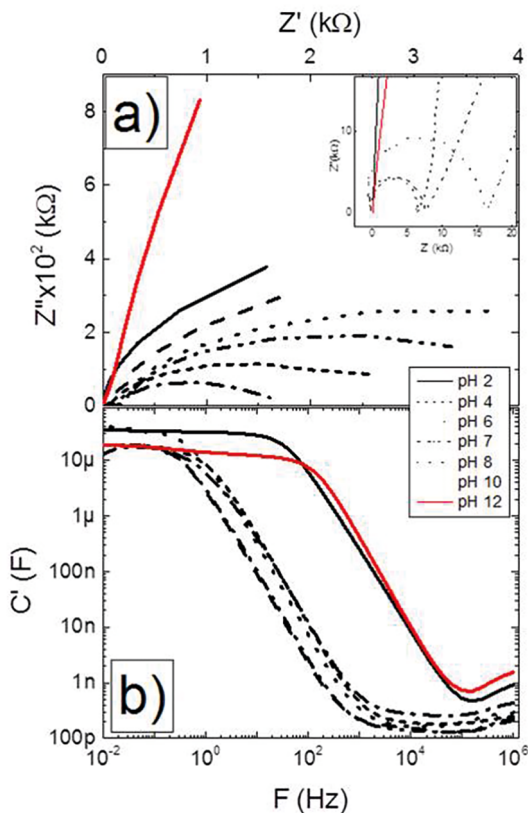 Z' (kΩ)
0 1 2 3 4
a)
Z''x10² (kΩ)
8
6
4
2
0
Z'(kΩ)
10
0
0 5 10 15 20
Z (kΩ)
pH 2
pH 4
pH 6
pH 7
pH 8
pH 10
pH 12
C' (F)
10µ
1µ
100n
10n
1n
100p
b)
10⁻² 10⁰ 10² 10⁴ 10⁶
F (Hz)